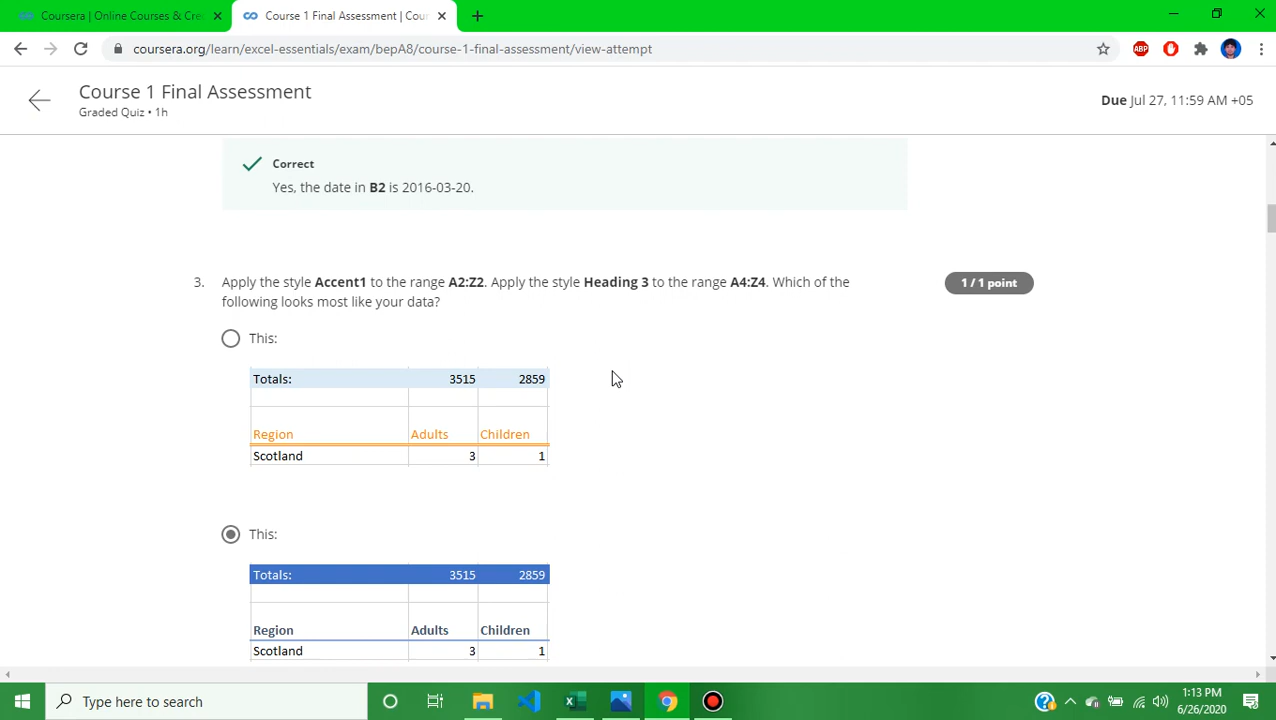 Coursera | Online Courses & Cre
Course 1 Final Assessment | Cou
coursera.org/learn/excel-essentials/exam/bepA8/course-1-final-assessment/view-attempt
ABP
Course 1 Final Assessment
Graded Quiz • 1h
Due Jul 27, 11:59 AM +05
Correct
Yes, the date in B2 is 2016-03-20.
3. Apply the style Accent1 to the range A2:Z2. Apply the style Heading 3 to the range A4:Z4. Which of the
following looks most like your data?
1 / 1 point
This:
Totals: 3515 2859
Region Adults Children
Scotland 3 1
This:
Totals: 3515 2859
Region Adults Children
Scotland 3 1
Type here to search
1:13 PM
6/26/2020